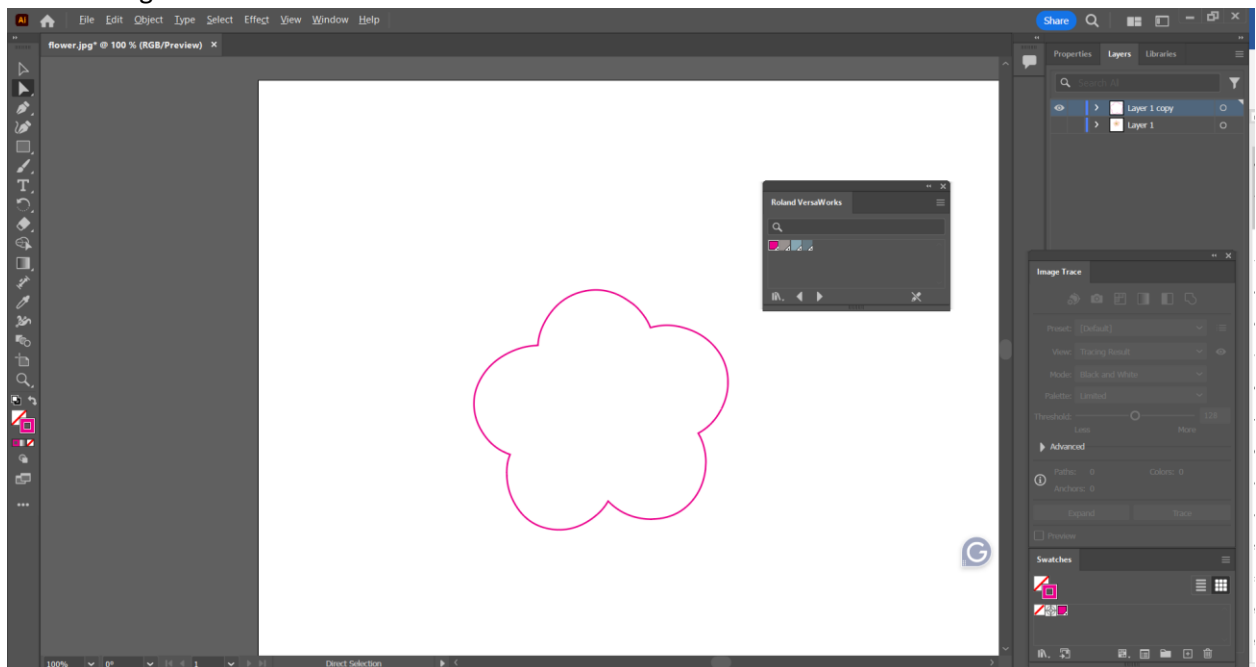 Ai File Edit Object Type Select Effect View Window Help Share
flower.jpg* @ 100 % (RGB/Preview) ×
Properties Layers Libraries
Search All
Layer 1 copy
Layer 1
Roland VersaWorks
Image Trace
Preset: [Default]
View: Tracing Result
Mode: Black and White
Palette: Limited
Threshold: 128
Less More
Advanced
Paths: 0 Colors: 0
Anchors: 0
Expand Trace
Preview
Swatches
100% 0° 1 Direct Selection